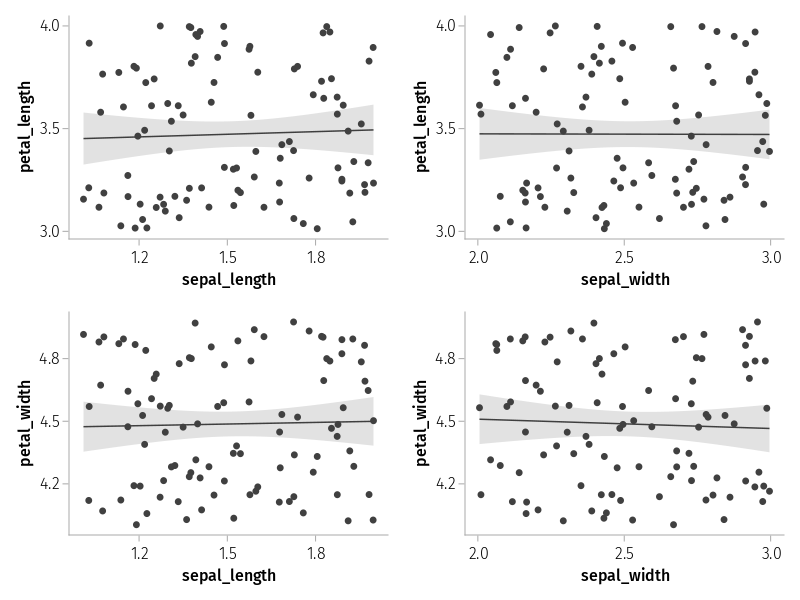 4.0
3.5
3.0
petal_length
1.2 1.5 1.8
sepal_length
4.0
3.5
3.0
petal_length
2.0 2.5 3.0
sepal_width
4.8
4.5
4.2
petal_width
1.2 1.5 1.8
sepal_length
4.8
4.5
4.2
petal_width
2.0 2.5 3.0
sepal_width